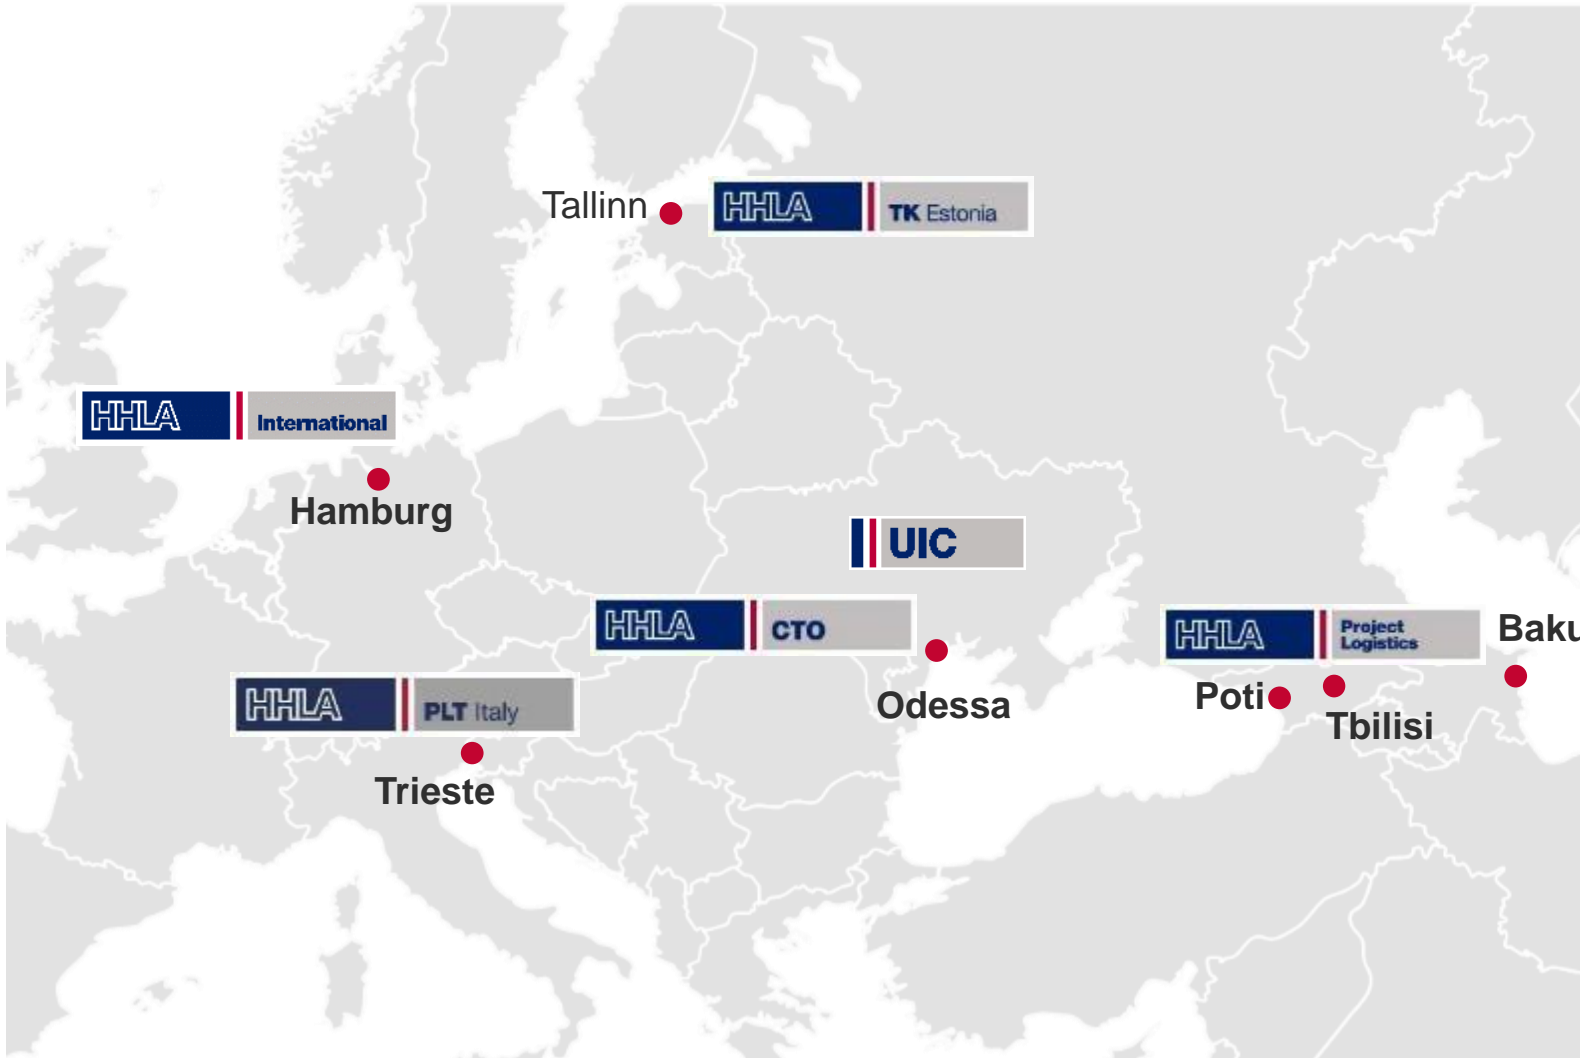 Tallinn
HHLA
TK Estonia
HHLA
International
Hamburg
UIC
HHLA
CTO
Odessa
HHLA
Project
Logistics
Baku
Poti
Tbilisi
HHLA
PLT Italy
Trieste